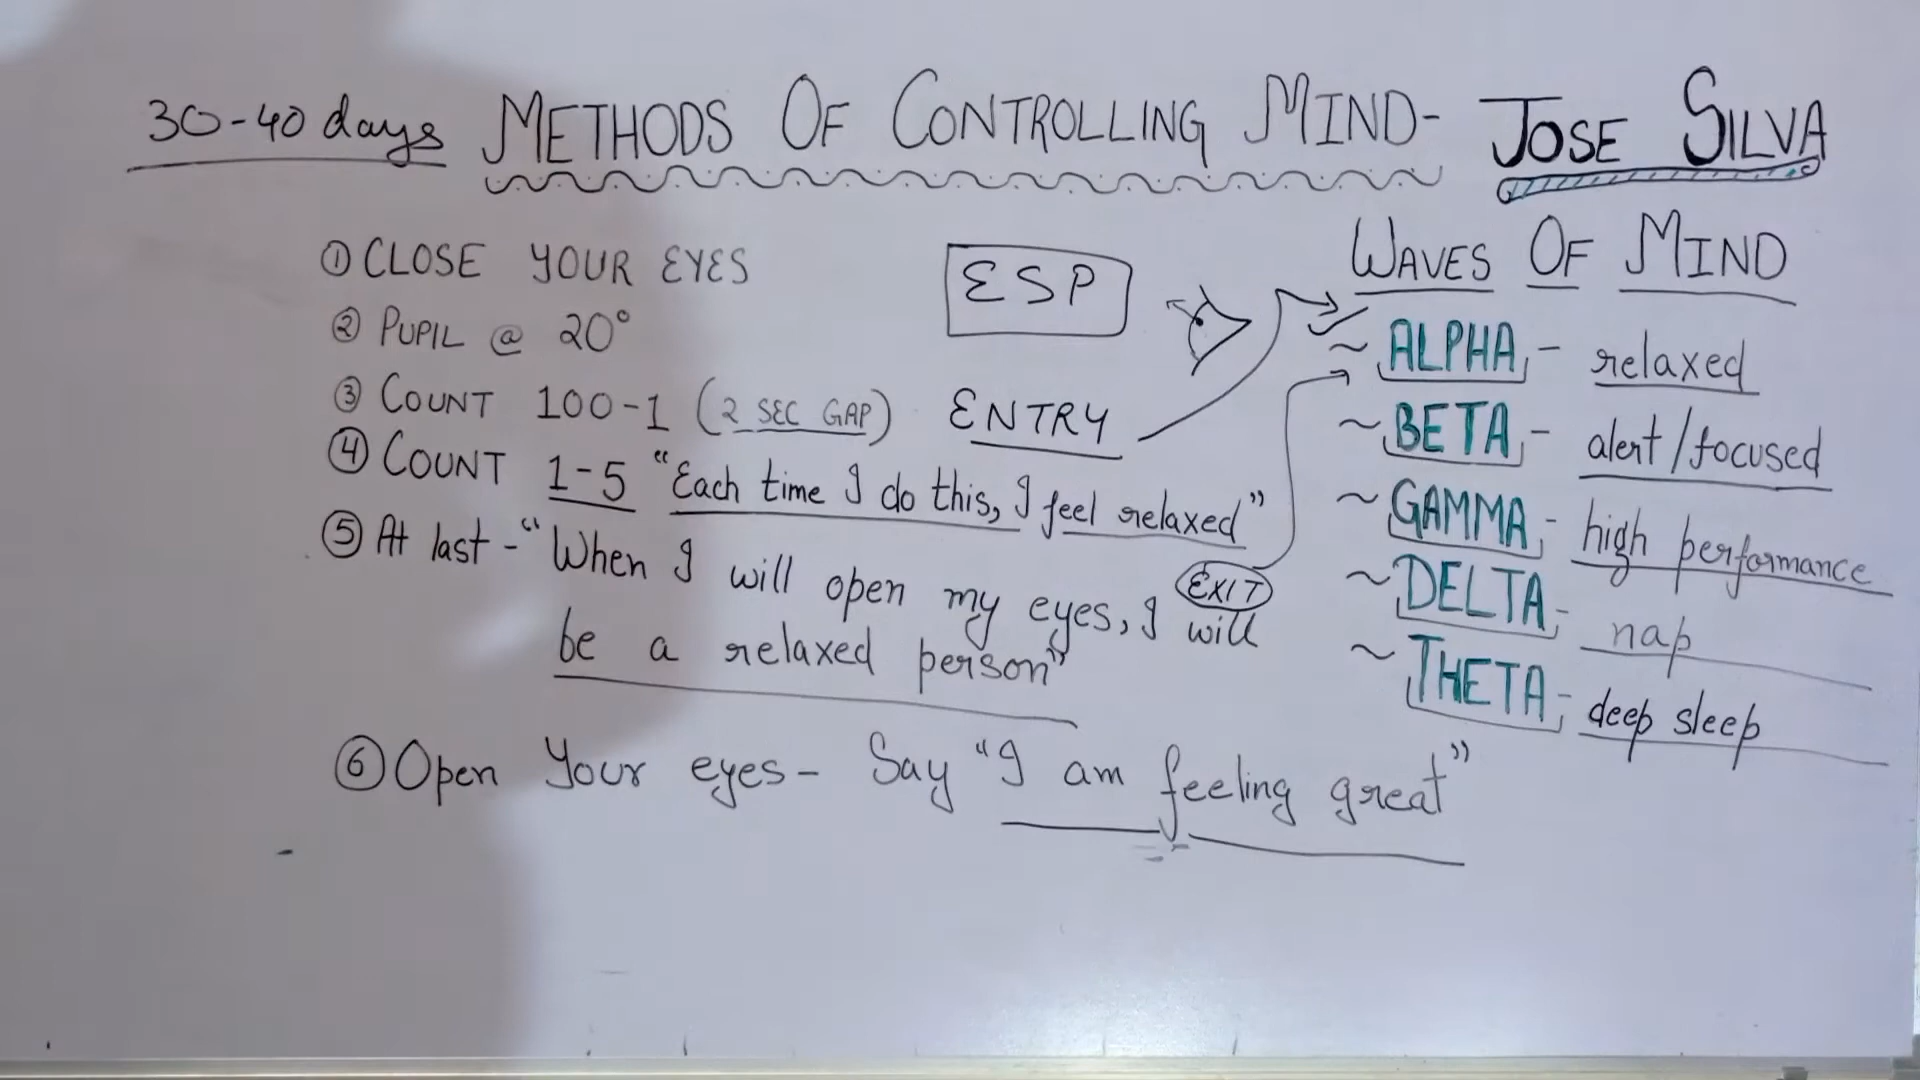 30-40 days METHODS OF CONTROLLING MIND- JOSE SILVA
① CLOSE YOUR EYES
② PUPIL @ 20°
③ COUNT 100-1 (2 SEC GAP)
④ COUNT 1-5 "Each time I do this, I feel relaxed"
⑤ At last - "When I will open my eyes, I will
be a relaxed person"
⑥ Open Your eyes - Say "I am feeling great"
ESP
ENTRY
EXIT
WAVES OF MIND
~ ALPHA - relaxed
~ BETA - alert/focused
~ GAMMA - high performance
~ DELTA - nap
~ THETA - deep sleep